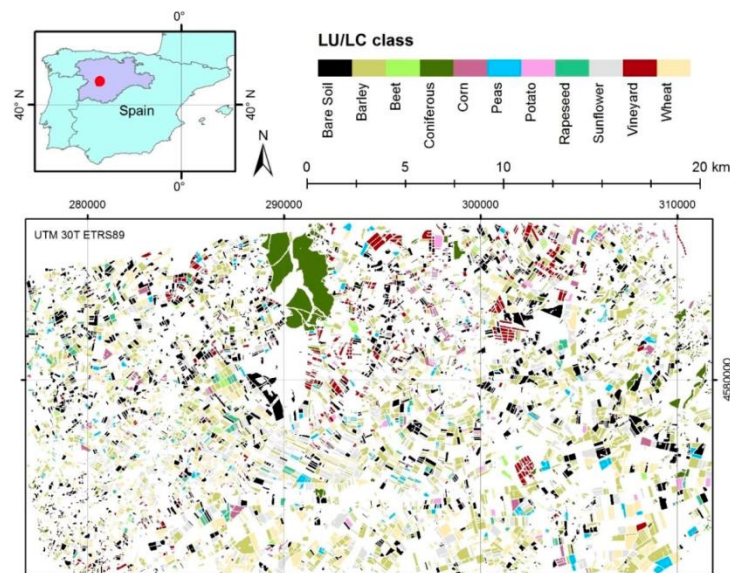 0°
40° N
Spain
40° N
0°
N
LU/LC class
Bare Soil
Barley
Beet
Coniferous
Corn
Peas
Potato
Rapeseed
Sunflower
Vineyard
Wheat
0 5 10 20 km
280000 290000 300000 310000
UTM 30T ETRS89
4580000